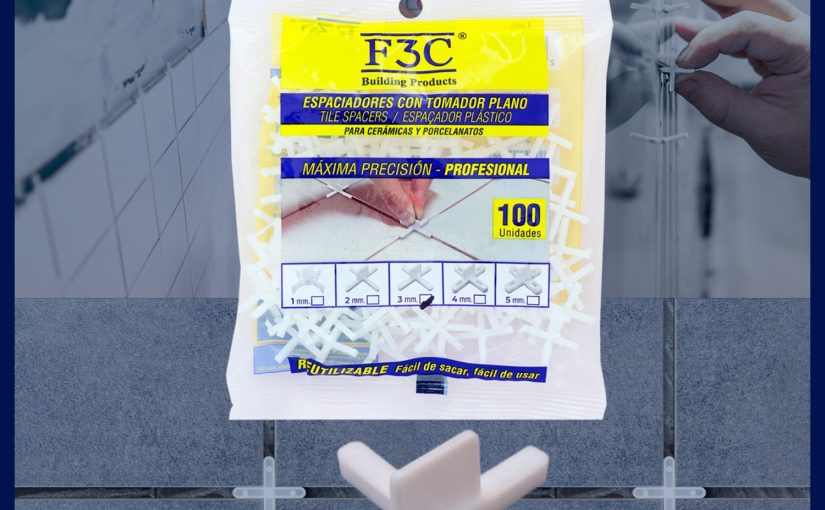 F3C®
Building Products
ESPACIADORES CON TOMADOR PLANO
TILE SPACERS / ESPAÇADOR PLÁSTICO
PARA CERÁMICAS Y PORCELANATOS
MÁXIMA PRECISIÓN - PROFESIONAL
100
Unidades
1 mm. 2 mm. 3 mm. 4 mm. 5 mm.
REUTILIZABLE Fácil de sacar, fácil de usar